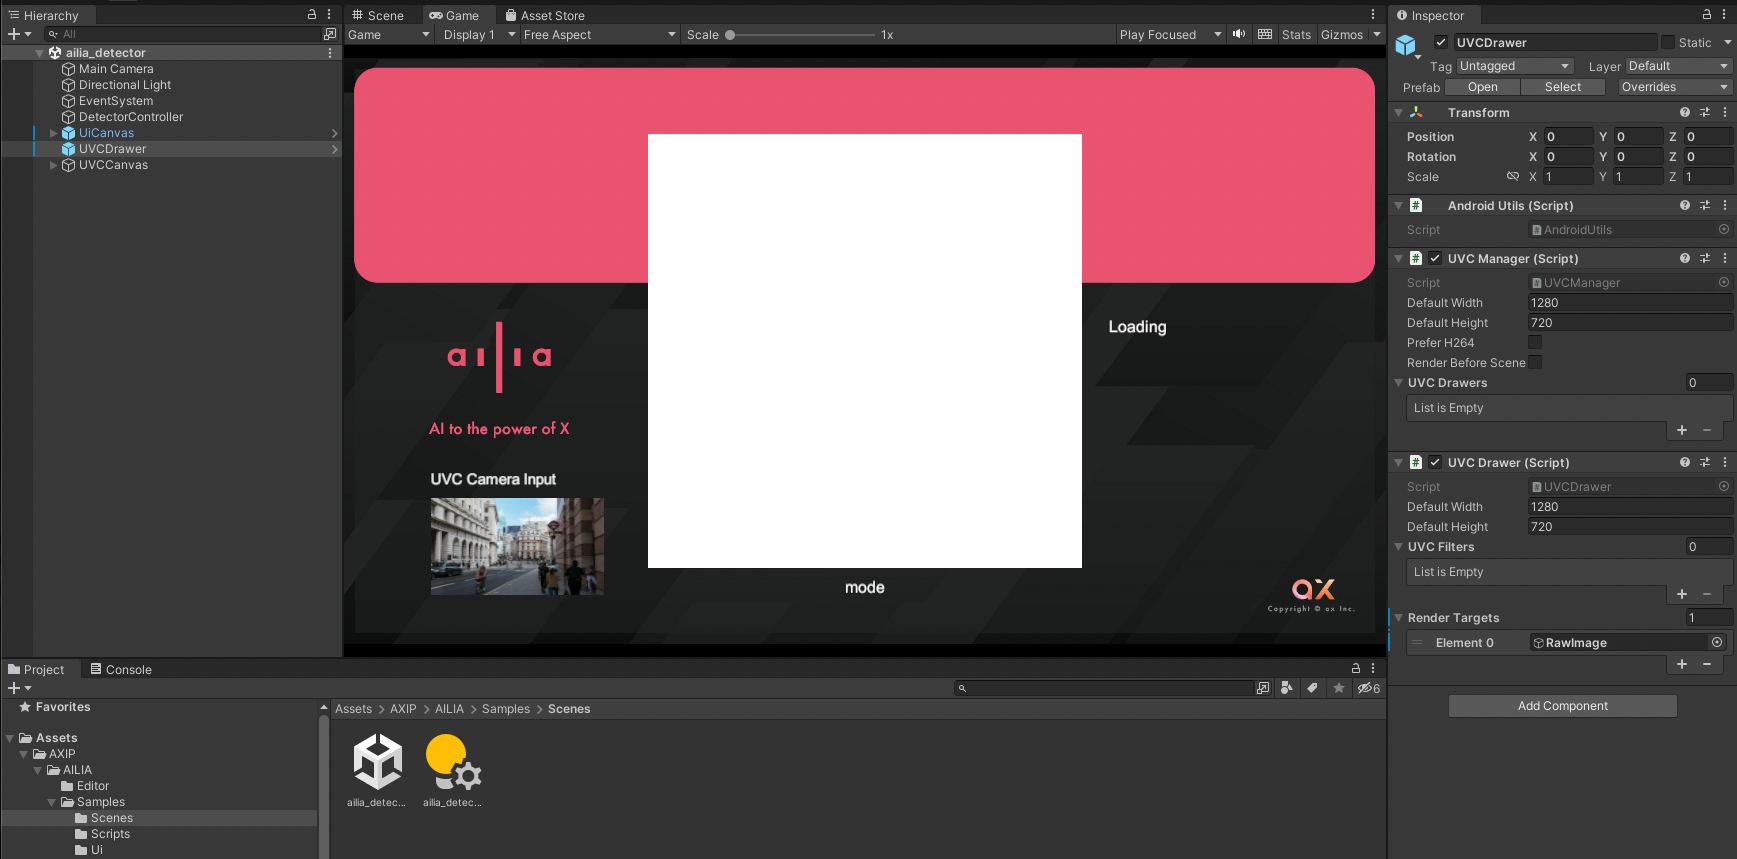 Hierarchy
Scene
Game
Asset Store
Inspector
All
Game
Display 1
Free Aspect
Scale
1x
Play Focused
Stats
Gizmos
ailia_detector
Main Camera
Directional Light
EventSystem
DetectorController
UiCanvas
UVCDrawer
UVCCanvas
ailia
AI to the power of X
UVC Camera Input
mode
Loading
ax
Copyright © ax Inc.
UVCDrawer
Static
Tag
Untagged
Layer
Default
Prefab
Open
Select
Overrides
Transform
Position X 0 Y 0 Z 0
Rotation X 0 Y 0 Z 0
Scale X 1 Y 1 Z 1
# Android Utils (Script)
Script # AndroidUtils
# UVC Manager (Script)
Script # UVCManager
Default Width 1280
Default Height 720
Prefer H264
Render Before Scene
UVC Drawers 0
List is Empty
+ −
# UVC Drawer (Script)
Script # UVCDrawer
Default Width 1280
Default Height 720
UVC Filters 0
List is Empty
+ −
Render Targets 1
Element 0 RawImage
+ −
Add Component
Project
Console
6
Favorites
Assets
AXIP
AILIA
Editor
Samples
Scenes
Scripts
Ui
Assets > AXIP > AILIA > Samples > Scenes
ailia_detec...
ailia_detec...